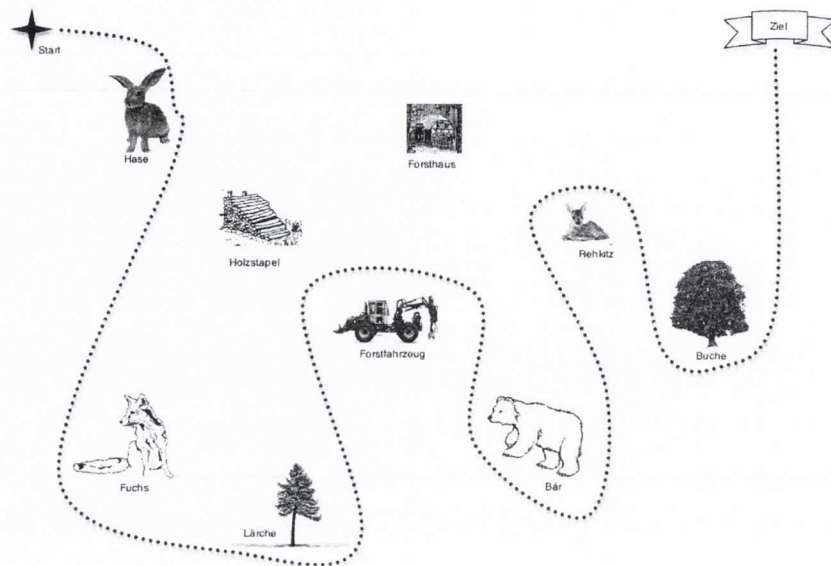 Start
Ziel
Hase
Forsthaus
Holzstapel
Rehkitz
Forstfahrzeug
Buche
Fuchs
Bär
Lärche